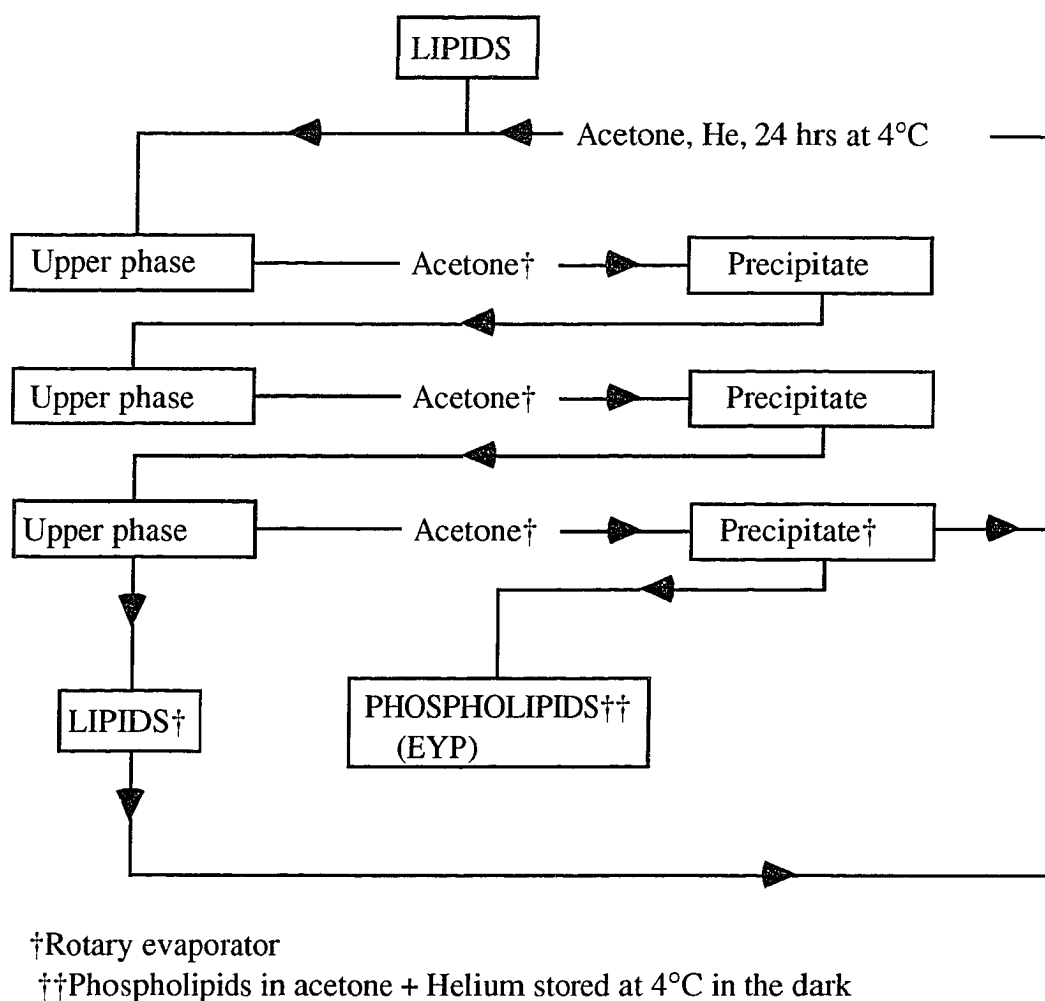 LIPIDS
Acetone, He, 24 hrs at 4°C
Upper phase
Acetone†
Precipitate
Upper phase
Acetone†
Precipitate
Upper phase
Acetone†
Precipitate†
LIPIDS†
PHOSPHOLIPIDS††
(EYP)
†Rotary evaporator
††Phospholipids in acetone + Helium stored at 4°C in the dark